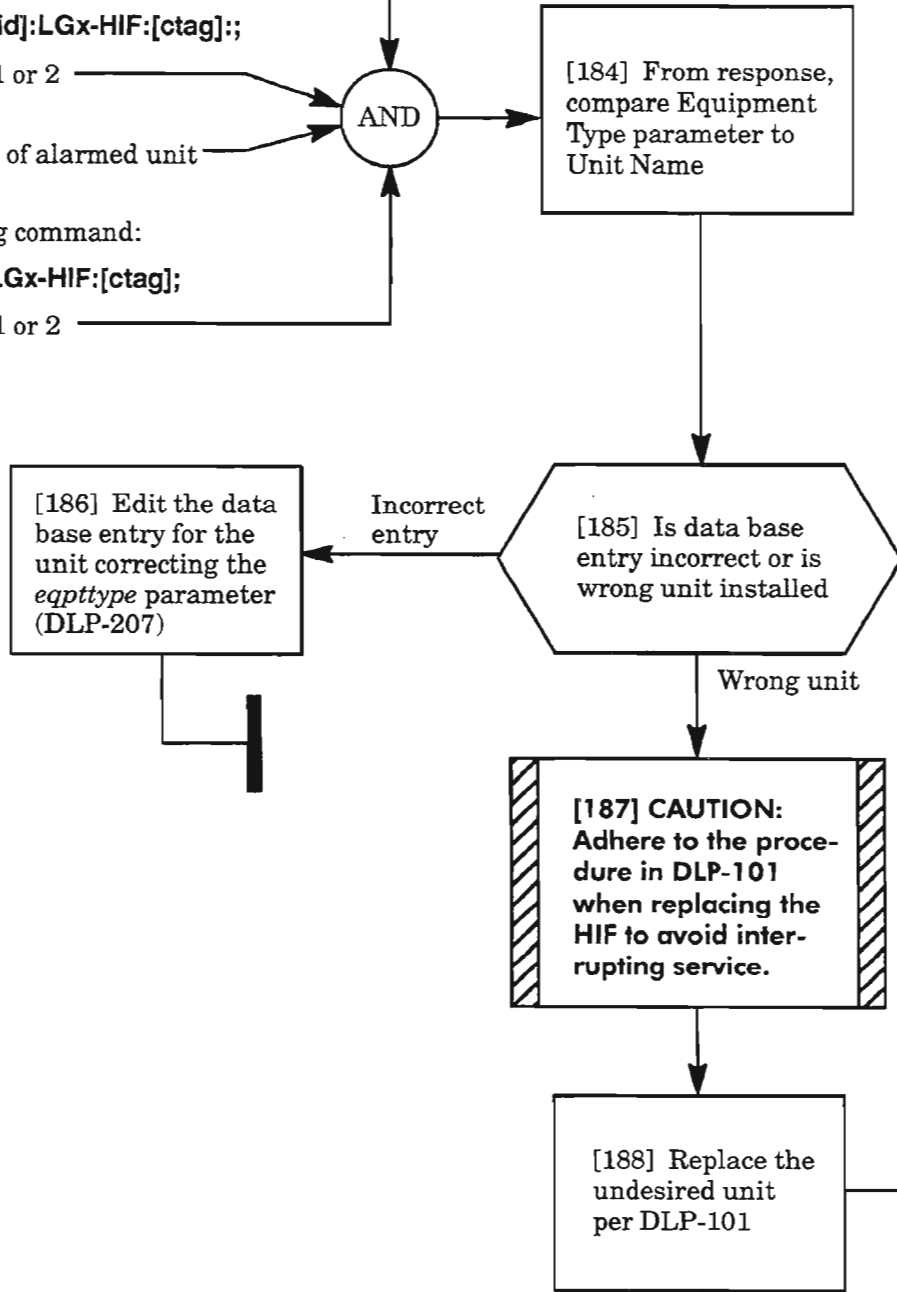 id]:LGx-HIF:[ctag]:;
1 or 2
of alarmed unit
g command:
Gx-HIF:[ctag];
1 or 2
AND
[184] From response,
compare Equipment
Type parameter to
Unit Name
[185] Is data base
entry incorrect or is
wrong unit installed
Incorrect
entry
[186] Edit the data
base entry for the
unit correcting the
eqpttype parameter
(DLP-207)
Wrong unit
[187] CAUTION:
Adhere to the proce-
dure in DLP-101
when replacing the
HIF to avoid inter-
rupting service.
[188] Replace the
undesired unit
per DLP-101